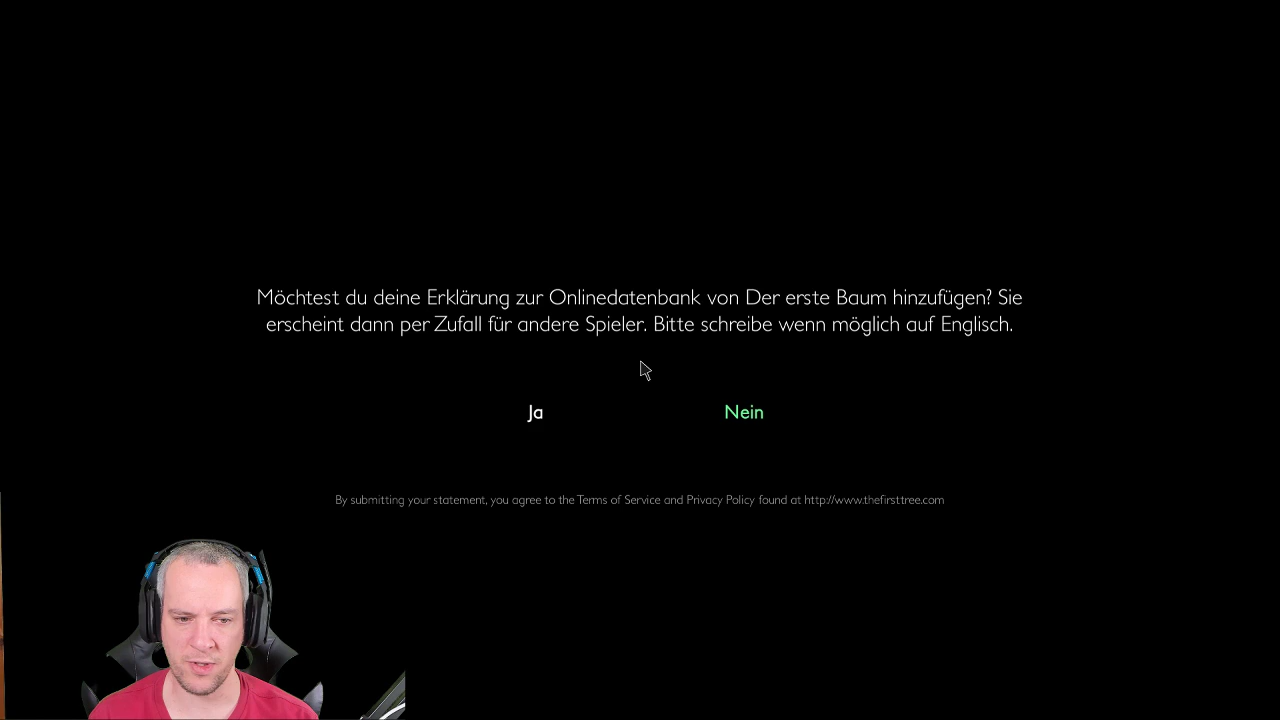 Möchtest du deine Erklärung zur Onlinedatenbank von Der erste Baum hinzufügen? Sie
erscheint dann per Zufall für andere Spieler. Bitte schreibe wenn möglich auf Englisch.
Ja Nein
By submitting your statement, you agree to the Terms of Service and Privacy Policy found at http://www.thefirsttree.com